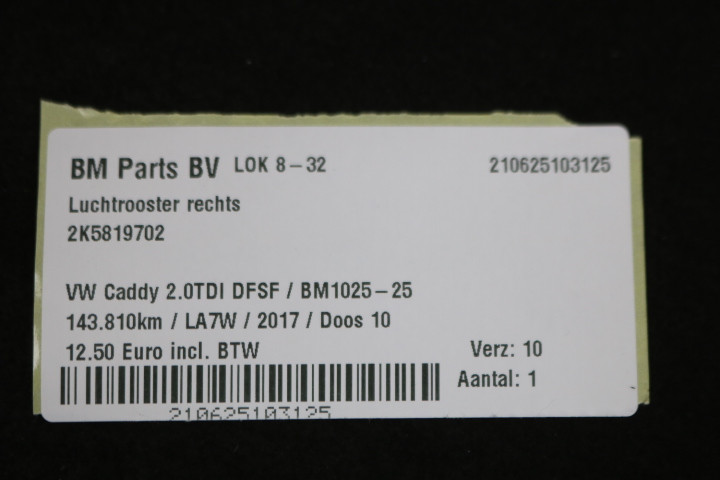 BM Parts BV LOK 8-32 210625103125
Luchtrooster rechts
2K5819702
VW Caddy 2.0TDI DFSF / BM1025-25
143.810km / LA7W / 2017 / Doos 10
12.50 Euro incl. BTW Verz: 10
Aantal: 1
210625103125